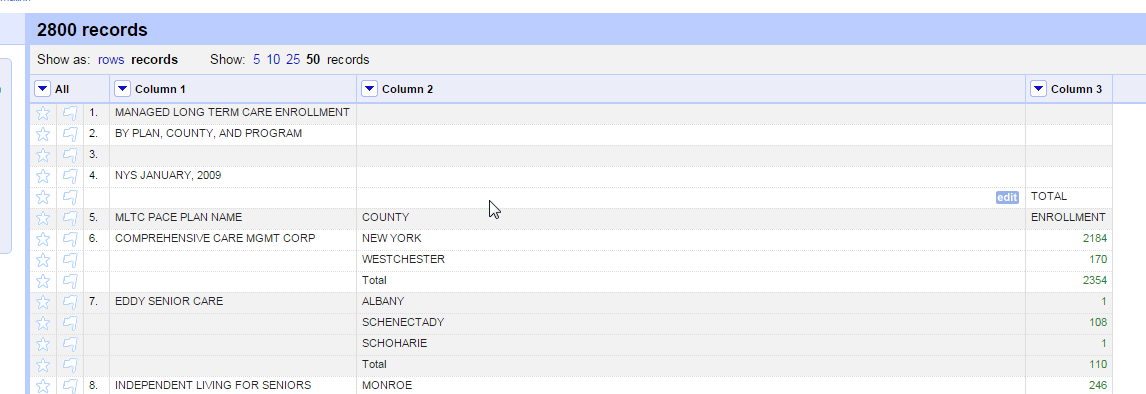 2800 records
Show as: rows records Show: 5 10 25 50 records
All Column 1 Column 2 Column 3
1. MANAGED LONG TERM CARE ENROLLMENT
2. BY PLAN, COUNTY, AND PROGRAM
3.
4. NYS JANUARY, 2009
edit TOTAL
5. MLTC PACE PLAN NAME COUNTY ENROLLMENT
6. COMPREHENSIVE CARE MGMT CORP NEW YORK 2184
WESTCHESTER 170
Total 2354
7. EDDY SENIOR CARE ALBANY 1
SCHENECTADY 108
SCHOHARIE 1
Total 110
8. INDEPENDENT LIVING FOR SENIORS MONROE 246